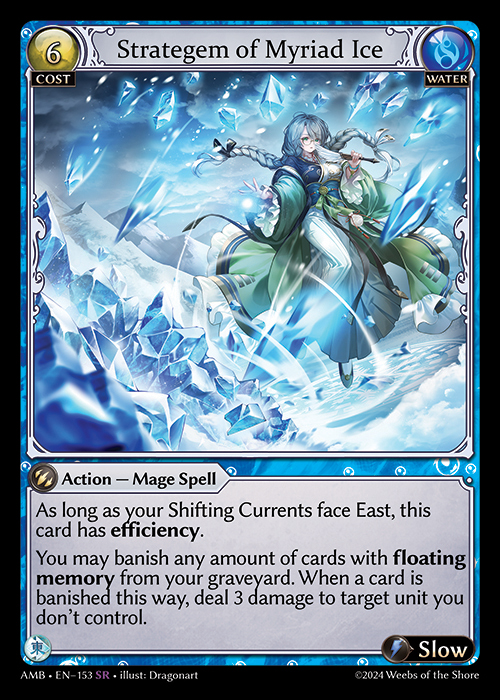 6
COST
Strategem of Myriad Ice
WATER
Action — Mage Spell
As long as your Shifting Currents face East, this
card has efficiency.
You may banish any amount of cards with floating
memory from your graveyard. When a card is
banished this way, deal 3 damage to target unit you
don't control.
東
Slow
AMB • EN–153 SR • illust: Dragonart
©2024 Weebs of the Shore